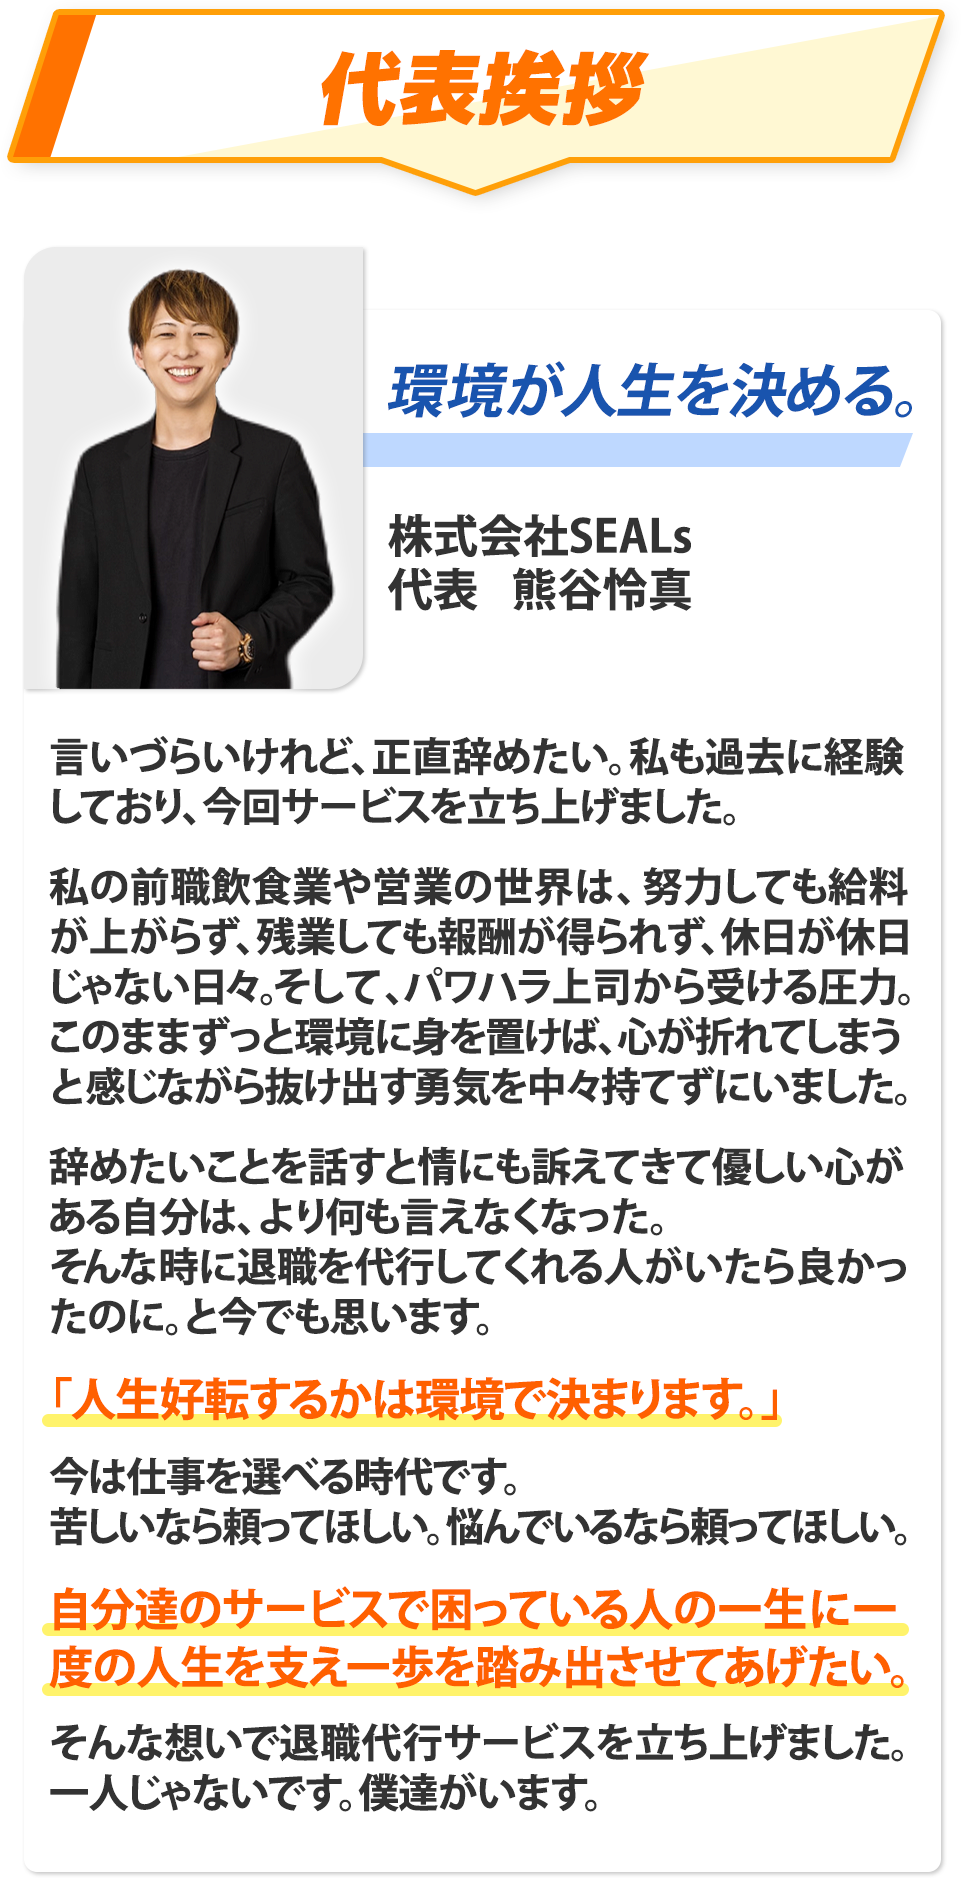 代表挨拶
環境が人生を決める。
株式会社SEALs
代表　熊谷怜真
言いづらいけれど、正直辞めたい。私も過去に経験
しており、今回サービスを立ち上げました。
私の前職飲食業や営業の世界は、努力しても給料
が上がらず、残業しても報酬が得られず、休日が休日
じゃない日々。そして、パワハラ上司から受ける圧力。
このままずっと環境に身を置けば、心が折れてしまう
と感じながら抜け出す勇気を中々持てずにいました。
辞めたいことを話すと情にも訴えてきて優しい心が
ある自分は、より何も言えなくなった。
そんな時に退職を代行してくれる人がいたら良かっ
たのに。と今でも思います。
「人生好転するかは環境で決まります。」
今は仕事を選べる時代です。
苦しいなら頼ってほしい。悩んでいるなら頼ってほしい。
自分達のサービスで困っている人の一生に一
度の人生を支え一歩を踏み出させてあげたい。
そんな想いで退職代行サービスを立ち上げました。
一人じゃないです。僕達がいます。